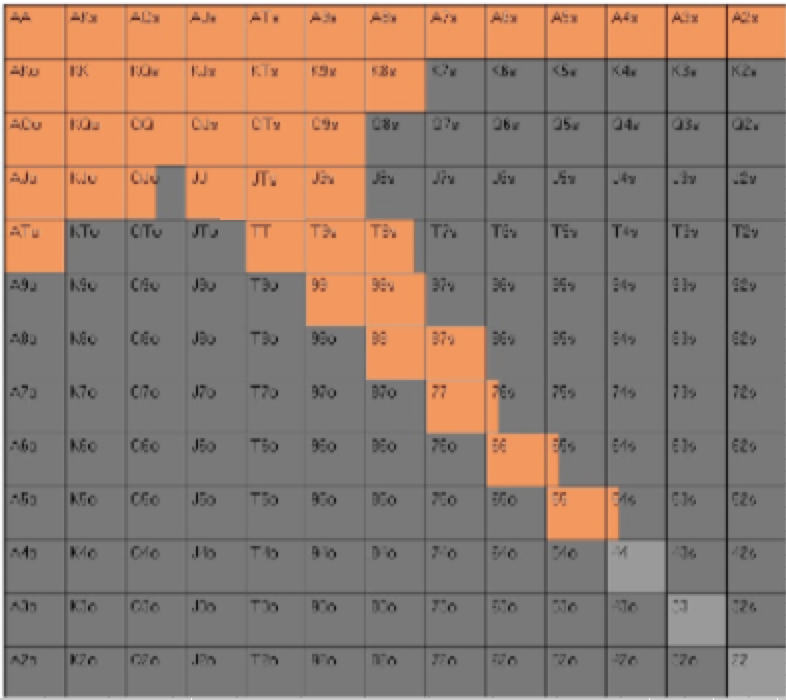 AA AKs AQs AJs ATs A9s A8s A7s A6s A5s A4s A3s A2s
AKo KK KQs KJs KTs K9s K8s K7s K6s K5s K4s K3s K2s
AQo KQo QQ QJs QTs Q9s Q8s Q7s Q6s Q5s Q4s Q3s Q2s
AJo KJo QJo JJ JTs J9s J8s J7s J6s J5s J4s J3s J2s
ATo KTo QTo JTo TT T9s T8s T7s T6s T5s T4s T3s T2s
A9o K9o Q9o J9o T9o 99 98s 97s 96s 95s 94s 93s 92s
A8o K8o Q8o J8o T8o 98o 88 87s 86s 85s 84s 83s 82s
A7o K7o Q7o J7o T7o 97o 87o 77 76s 75s 74s 73s 72s
A6o K6o Q6o J6o T6o 96o 86o 76o 66 65s 64s 63s 62s
A5o K5o Q5o J5o T5o 95o 85o 75o 65o 55 54s 53s 52s
A4o K4o Q4o J4o T4o 94o 84o 74o 64o 54o 44 43s 42s
A3o K3o Q3o J3o T3o 93o 83o 73o 63o 53o 43o 33 32s
A2o K2o Q2o J2o T2o 92o 82o 72o 62o 52o 42o 32o 22